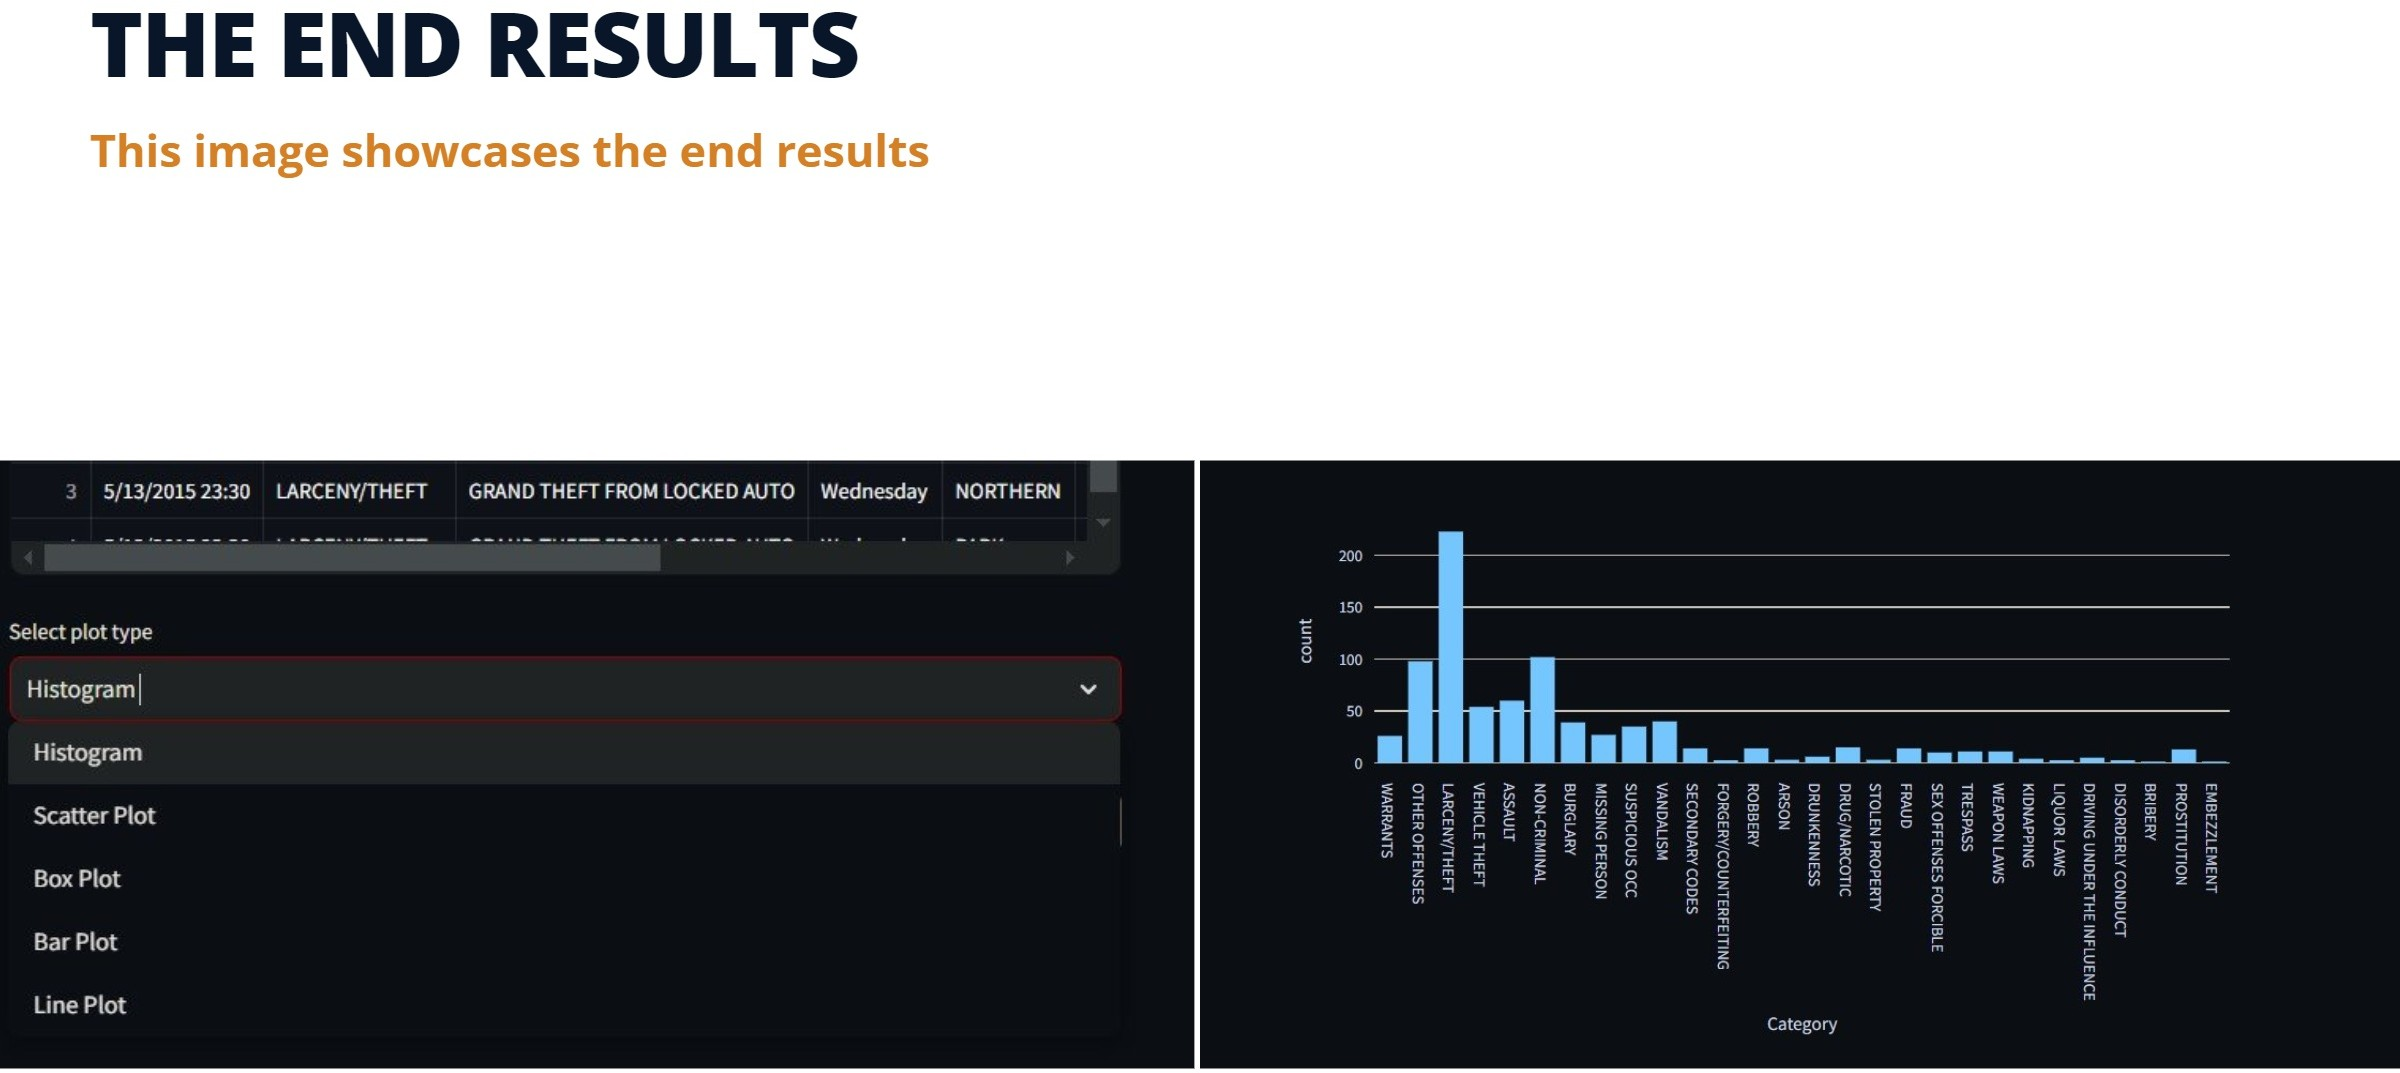 THE END RESULTS
This image showcases the end results
3 5/13/2015 23:30 LARCENY/THEFT GRAND THEFT FROM LOCKED AUTO Wednesday NORTHERN
Select plot type
Histogram
Histogram
Scatter Plot
Box Plot
Bar Plot
Line Plot
count
200
150
100
50
0
WARRANTS
OTHER OFFENSES
LARCENY/THEFT
VEHICLE THEFT
ASSAULT
NON-CRIMINAL
BURGLARY
MISSING PERSON
SUSPICIOUS OCC
VANDALISM
SECONDARY CODES
FORGERY/COUNTERFEITING
ROBBERY
ARSON
DRUNKENNESS
DRUG/NARCOTIC
STOLEN PROPERTY
FRAUD
SEX OFFENSES FORCIBLE
TRESPASS
WEAPON LAWS
KIDNAPPING
LIQUOR LAWS
DRIVING UNDER THE INFLUENCE
DISORDERLY CONDUCT
BRIBERY
PROSTITUTION
EMBEZZLEMENT
Category